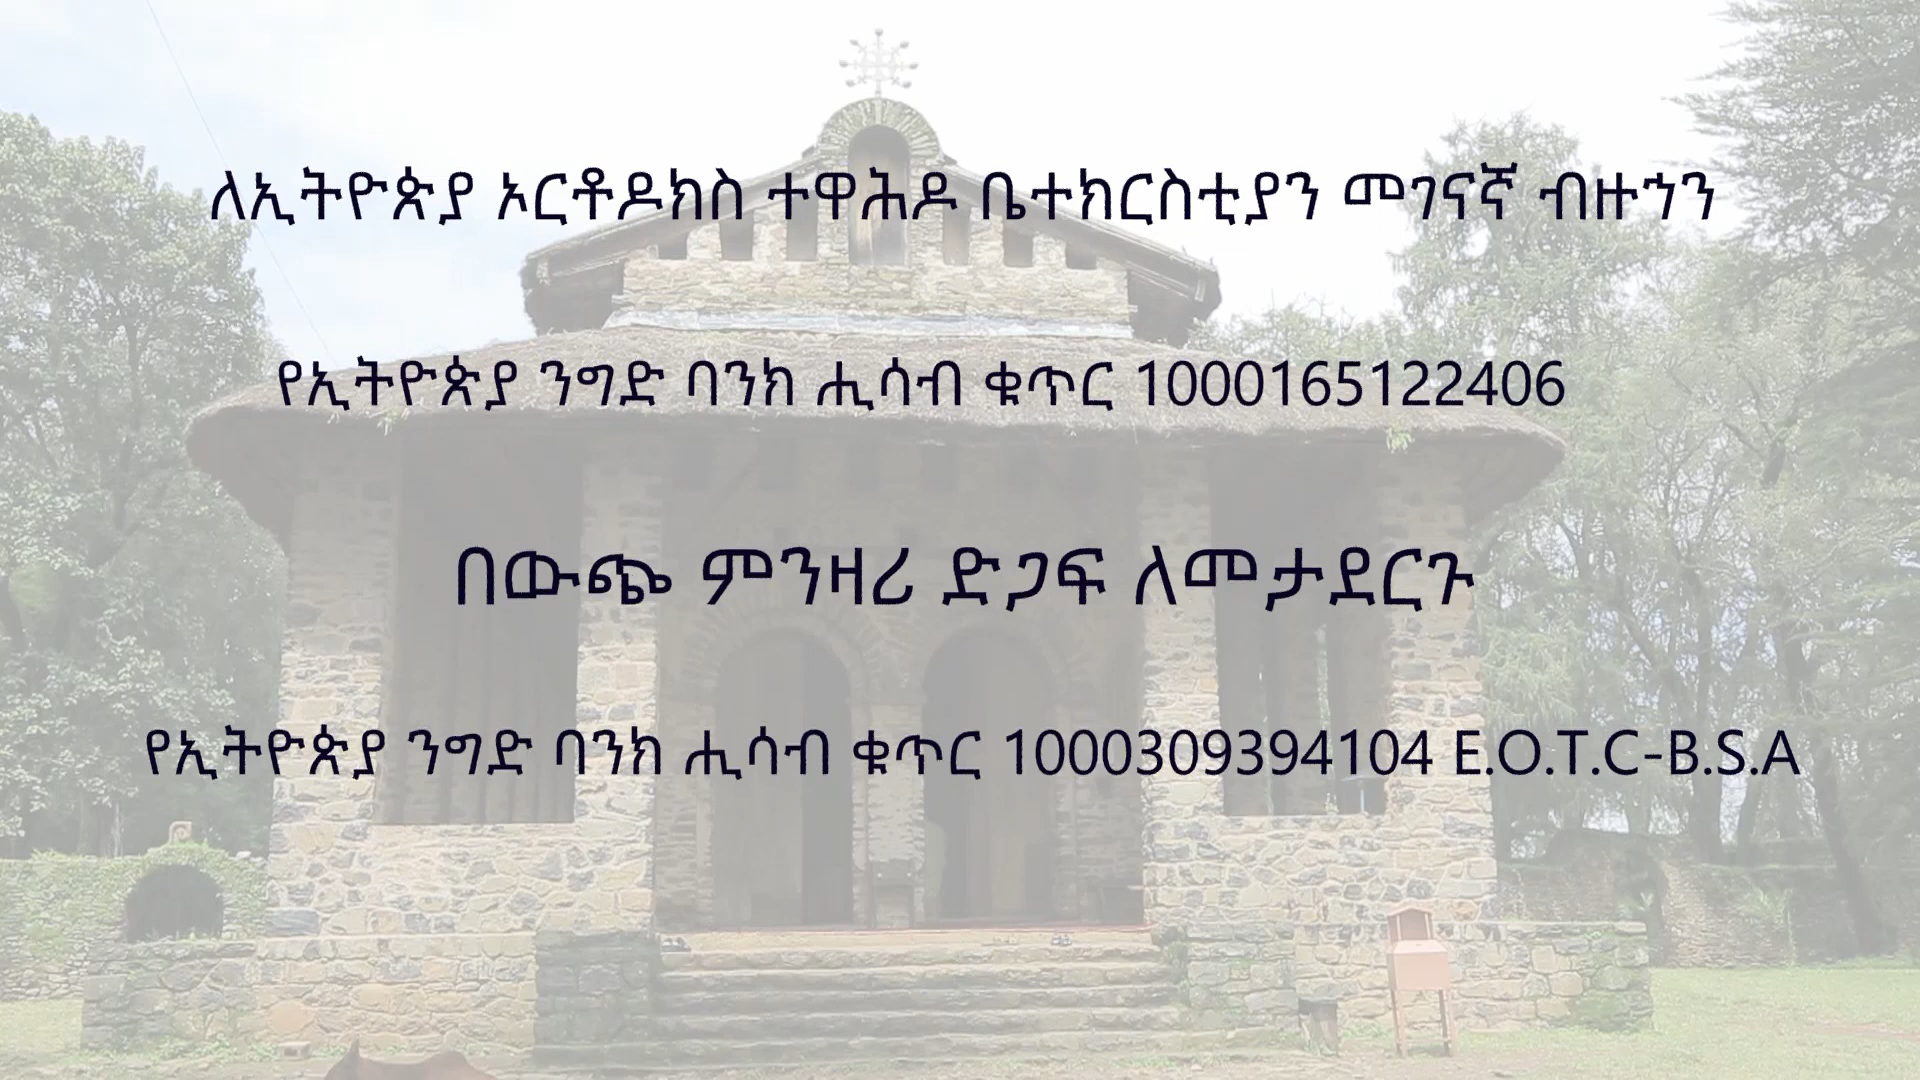 ለኢትዮጵያ ኦርቶዶክስ ተዋሕዶ ቤተክርስቲያን መገናኛ ብዙኀን
የኢትዮጵያ ንግድ ባንክ ሒሳብ ቁጥር 1000165122406
በውጭ ምንዛሪ ድጋፍ ለመታደርጉ
የኢትዮጵያ ንግድ ባንክ ሒሳብ ቁጥር 1000309394104 E.O.T.C-B.S.A